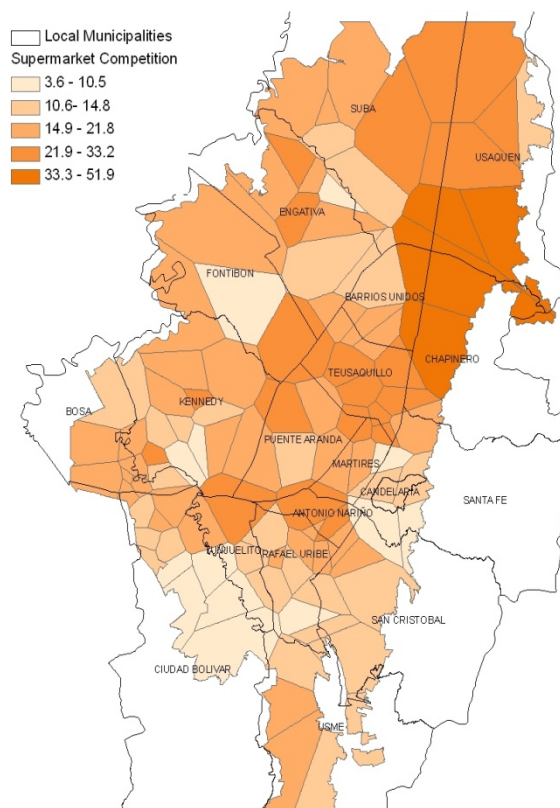 Local Municipalities
Supermarket Competition
3.6 - 10.5
10.6- 14.8
14.9 - 21.8
21.9 - 33.2
33.3 - 51.9
SUBA
USAQUEN
ENGATIVA
FONTIBON
BARRIOS UNIDOS
CHAPINERO
TEUSAQUILLO
KENNEDY
BOSA
PUENTE ARANDA
MARTIRES
CANDELARIA
SANTA FE
ANTONIO NARIÑO
TUNJUELITO
RAFAEL URIBE
SAN CRISTOBAL
CIUDAD BOLIVAR
USME